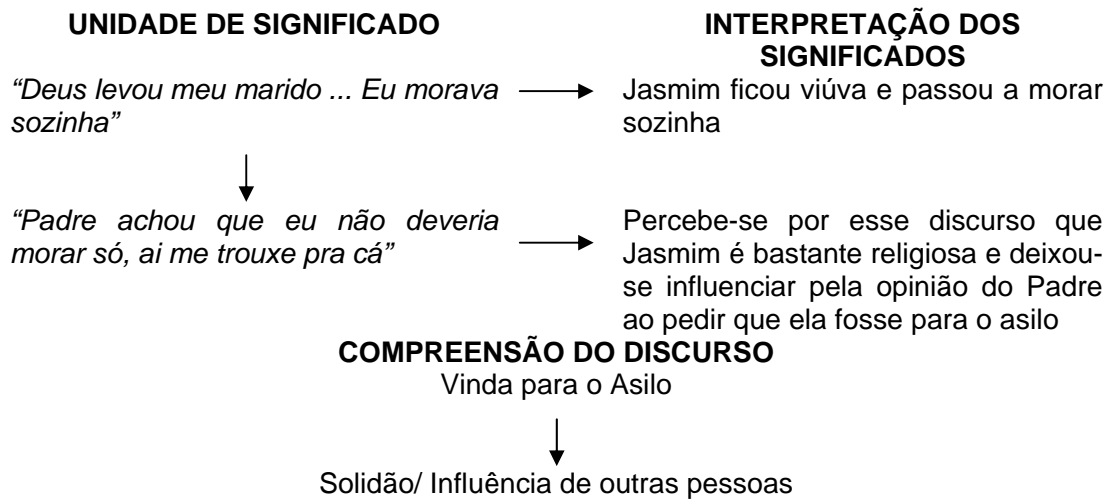 UNIDADE DE SIGNIFICADO
INTERPRETAÇÃO DOS
SIGNIFICADOS
“Deus levou meu marido ... Eu morava
sozinha”
Jasmim ficou viúva e passou a morar
sozinha
“Padre achou que eu não deveria
morar só, ai me trouxe pra cá”
Percebe-se por esse discurso que
Jasmim é bastante religiosa e deixou-
se influenciar pela opinião do Padre
ao pedir que ela fosse para o asilo
COMPREENSÃO DO DISCURSO
Vinda para o Asilo
Solidão/ Influência de outras pessoas